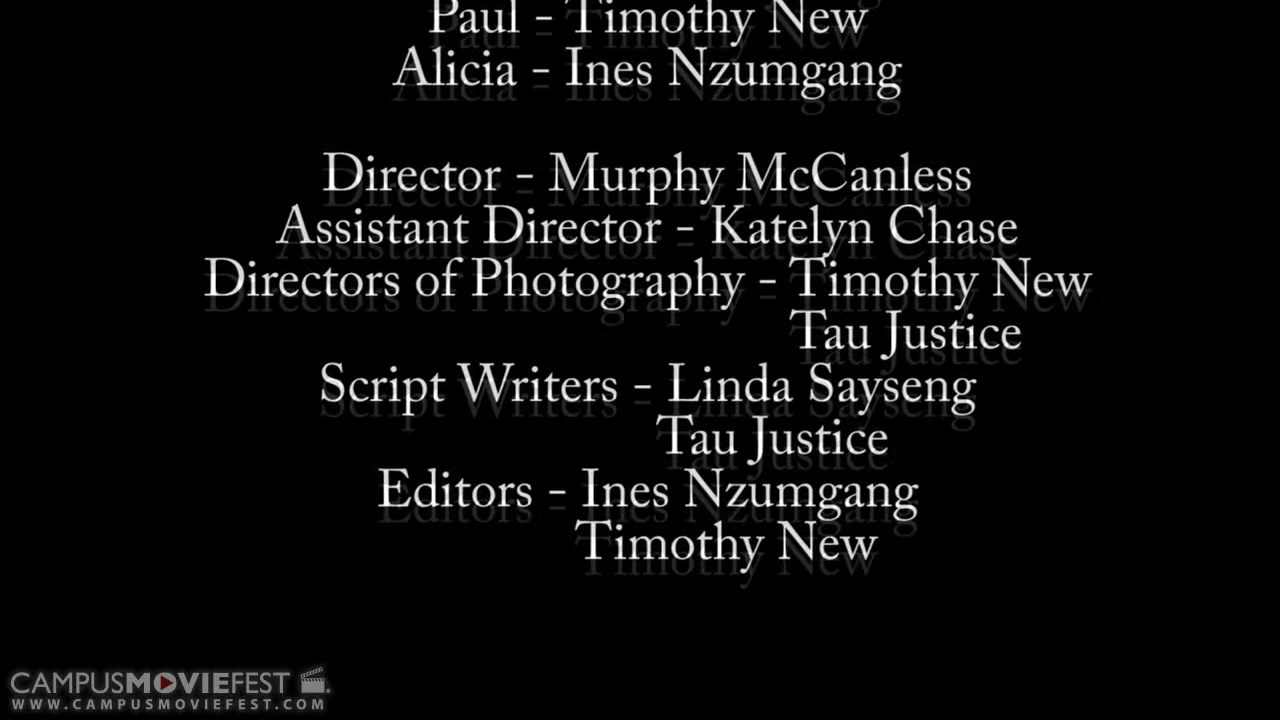 Paul - Timothy New
Alicia - Ines Nzumgang
Director - Murphy McCanless
Assistant Director - Katelyn Chase
Directors of Photography - Timothy New
Tau Justice
Script Writers - Linda Sayseng
Tau Justice
Editors - Ines Nzumgang
Timothy New
CAMPUSMOVIEFEST
WWW.CAMPUSMOVIEFEST.COM